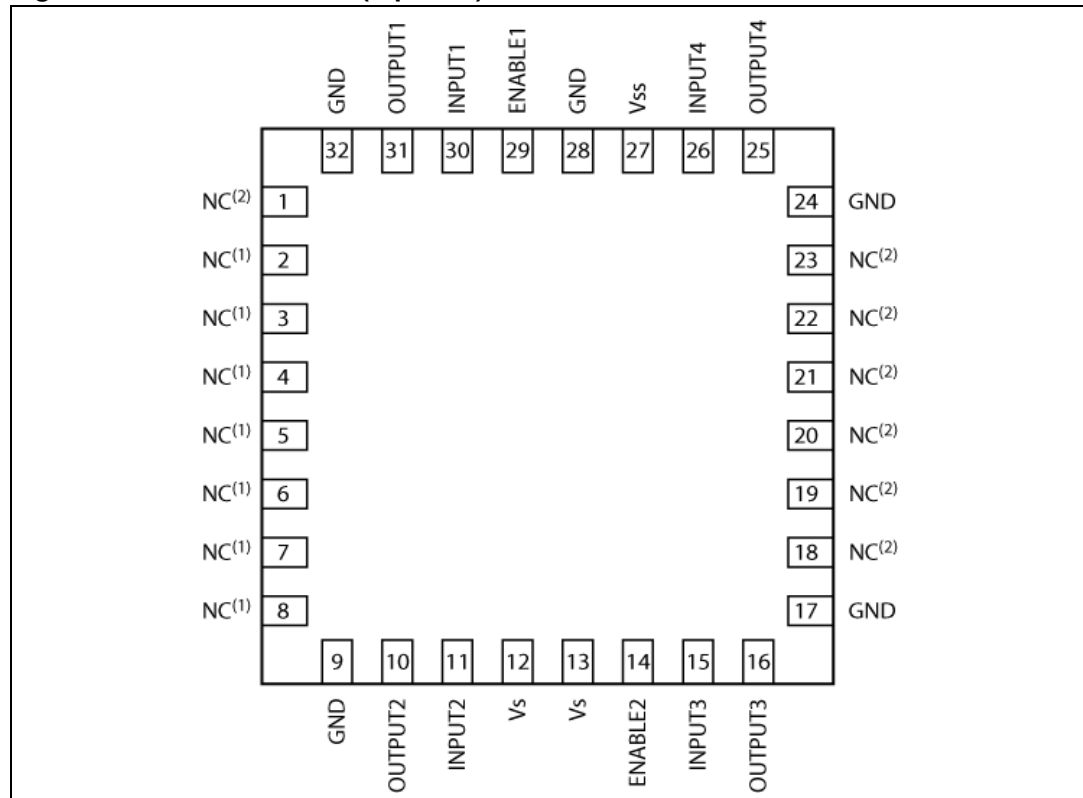 GND OUTPUT1 INPUT1 ENABLE1 GND Vss INPUT4 OUTPUT4
32 31 30 29 28 27 26 25
NC(2) 1 24 GND
NC(1) 2 23 NC(2)
NC(1) 3 22 NC(2)
NC(1) 4 21 NC(2)
NC(1) 5 20 NC(2)
NC(1) 6 19 NC(2)
NC(1) 7 18 NC(2)
NC(1) 8 17 GND
9 10 11 12 13 14 15 16
GND OUTPUT2 INPUT2 Vs Vs ENABLE2 INPUT3 OUTPUT3